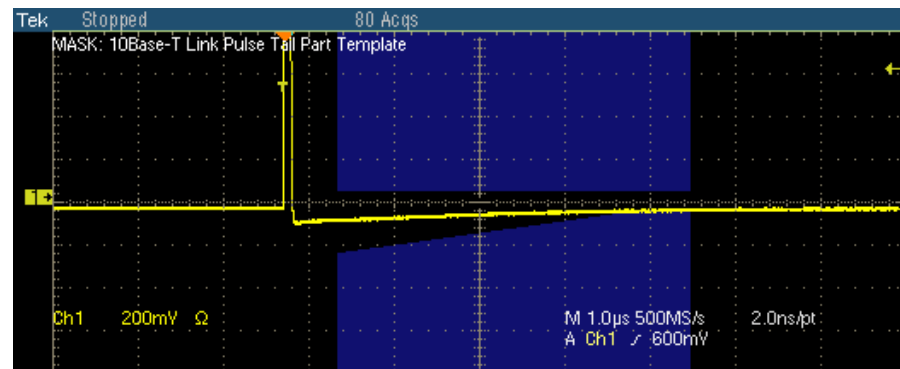 Tek Stopped 80 Acqs
MASK: 10Base-T Link Pulse Tall Part Template
T
1
Ch1 200mV Ω M 1.0µs 500MS/s 2.0ns/pt
A Ch1 ∕ 600mV